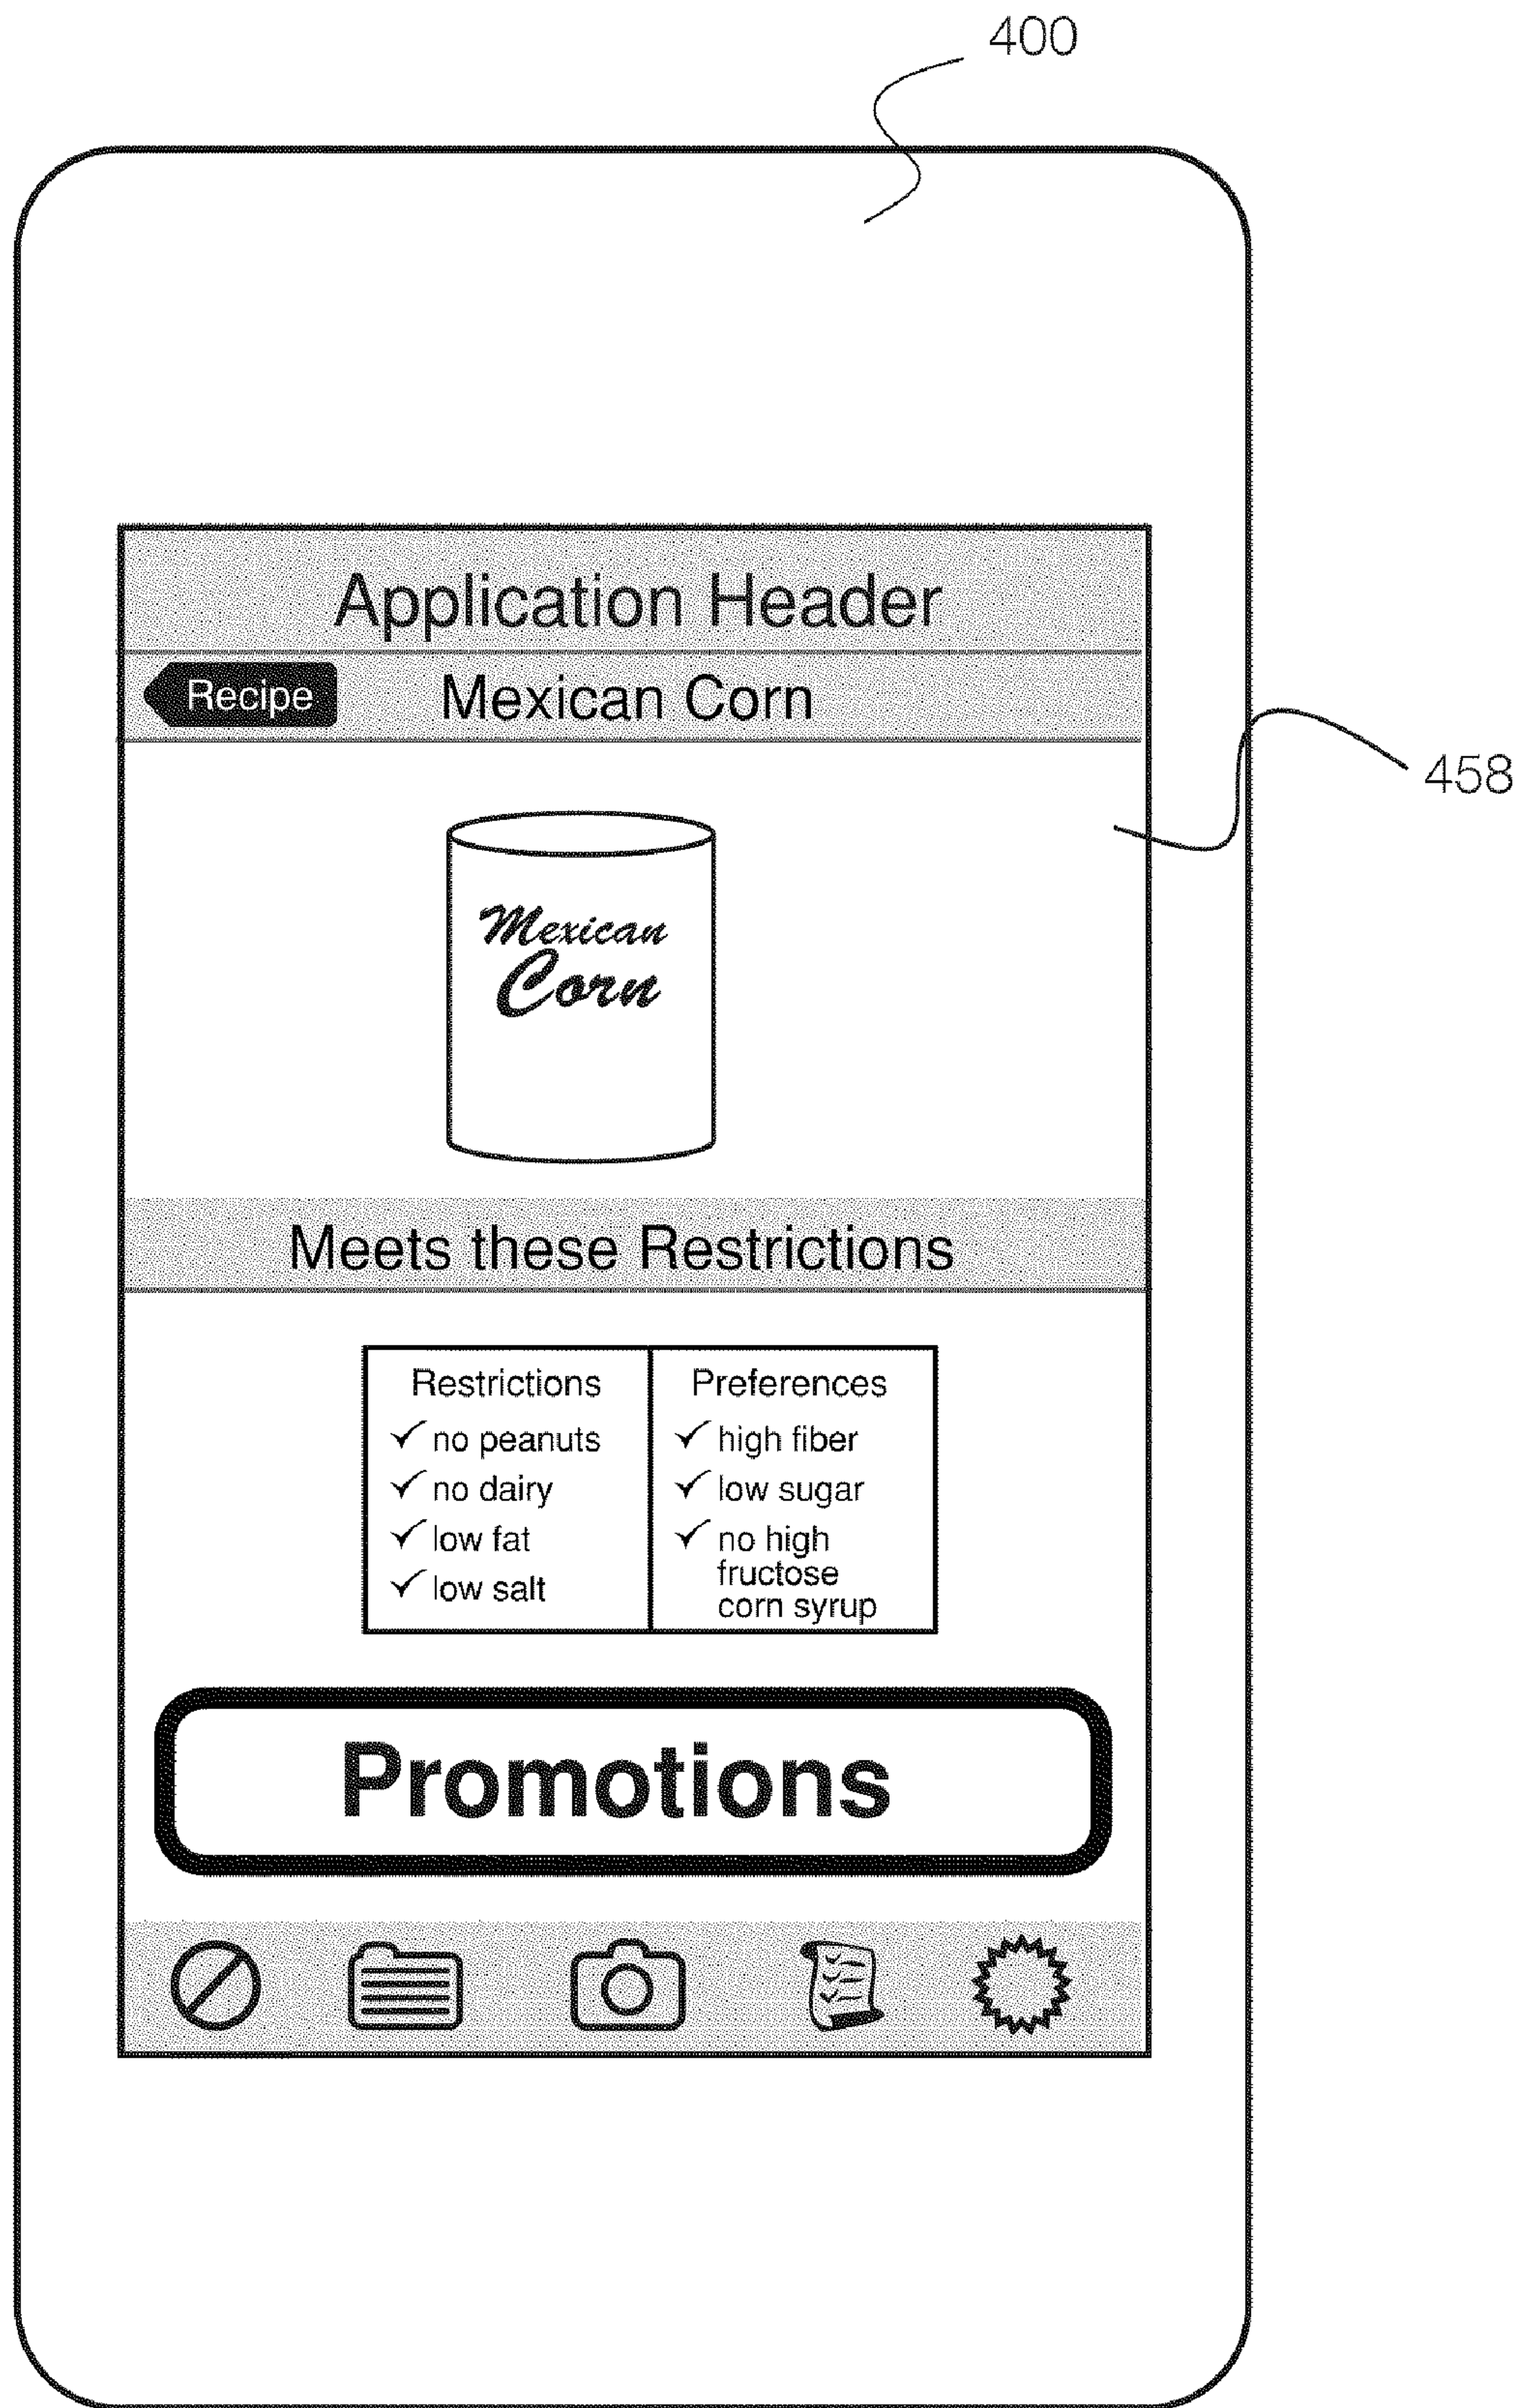 400
Application Header
Recipe
Mexican Corn
458
Mexican
Corn
Meets these Restrictions
Restrictions
✓ no peanuts
✓ no dairy
✓ low fat
✓ low salt
Preferences
✓ high fiber
✓ low sugar
✓ no high
fructose
corn syrup
Promotions